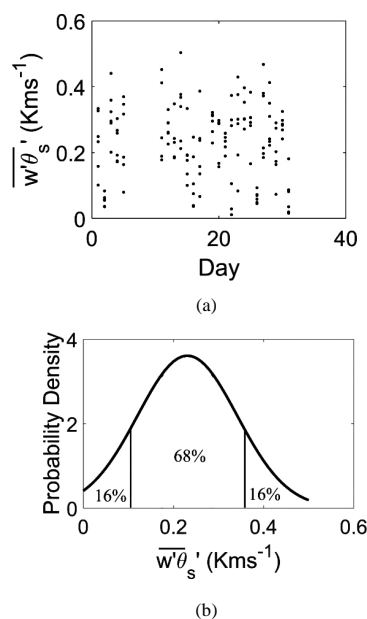 0.6
0.4
0.2
0
0 20 40
w'θs' (Kms-1)
Day
(a)
4
2
0
0 0.2 0.4 0.6
Probability Density
68%
16% 16%
w'θs' (Kms-1)
(b)